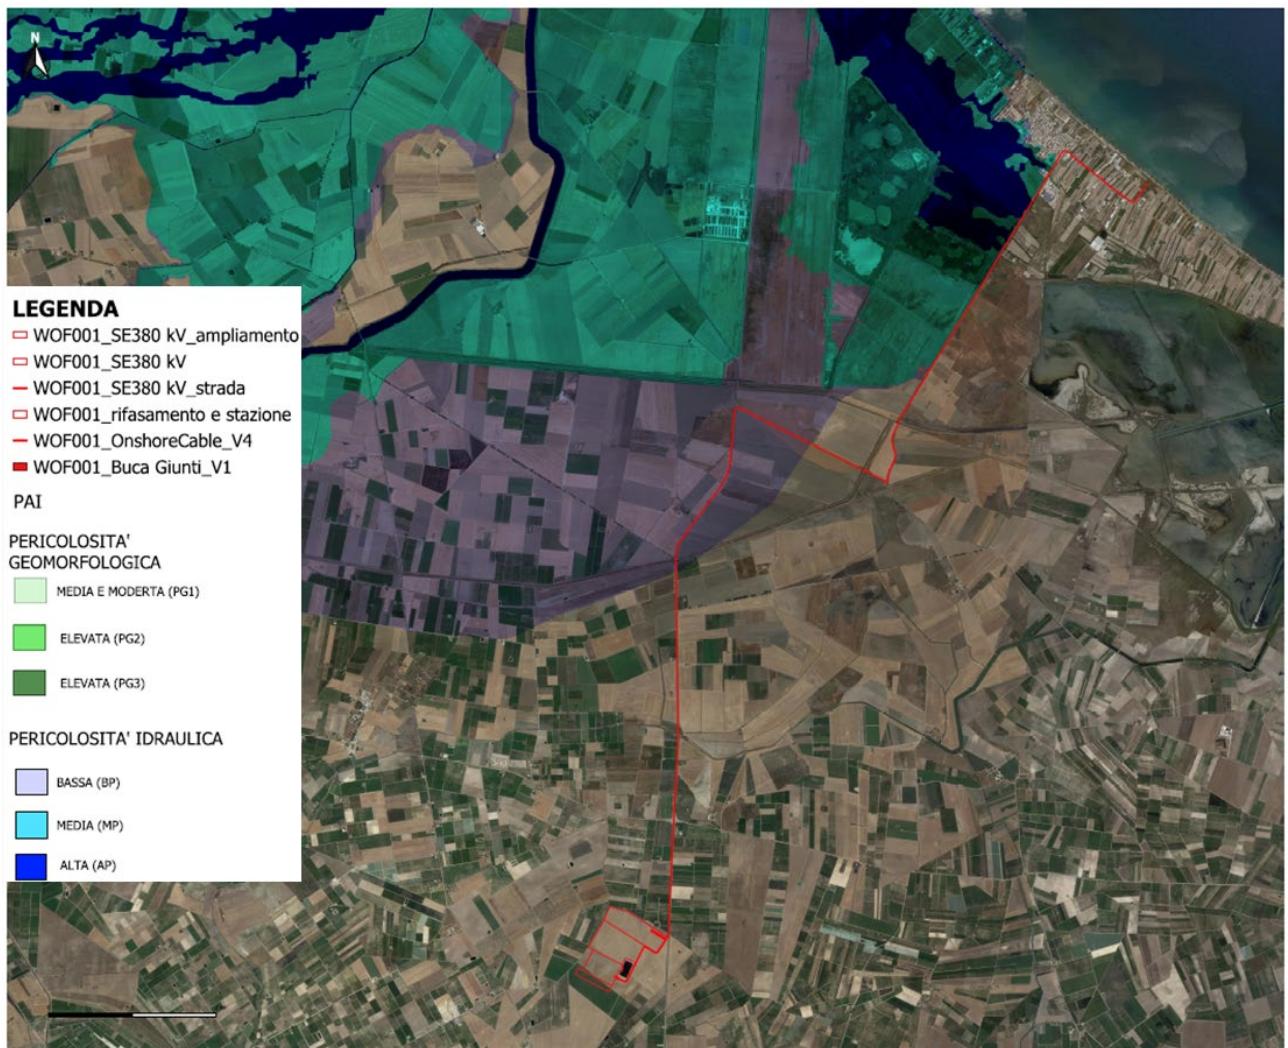 N
LEGENDA
WOF001_SE380 kV_ampliamento
WOF001_SE380 kV
WOF001_SE380 kV_strada
WOF001_rifasamento e stazione
WOF001_OnshoreCable_V4
WOF001_Buca Giunti_V1
PAI
PERICOLOSITA'
GEOMORFOLOGICA
MEDIA E MODERTA (PG1)
ELEVATA (PG2)
ELEVATA (PG3)
PERICOLOSITA' IDRAULICA
BASSA (BP)
MEDIA (MP)
ALTA (AP)